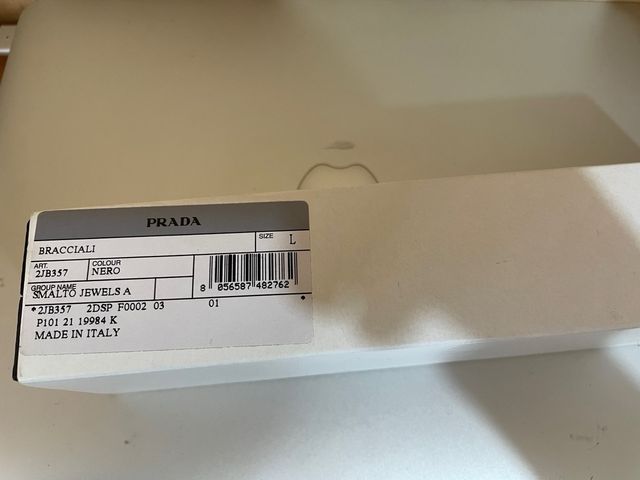 PRADA
BRACCIALI
SIZE L
ART. 2JB357
COLOUR NERO
GROUP NAME
SMALTO JEWELS A
8 056587 482762
2JB357 2DSP F0002 03 01
P101 21 19984 K
MADE IN ITALY